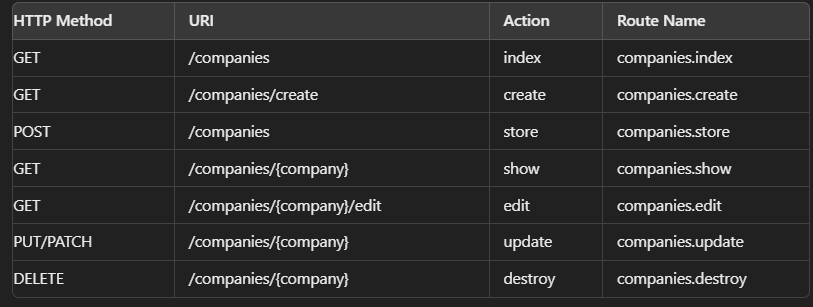 HTTP Method URI Action Route Name
GET /companies index companies.index
GET /companies/create create companies.create
POST /companies store companies.store
GET /companies/{company} show companies.show
GET /companies/{company}/edit edit companies.edit
PUT/PATCH /companies/{company} update companies.update
DELETE /companies/{company} destroy companies.destroy